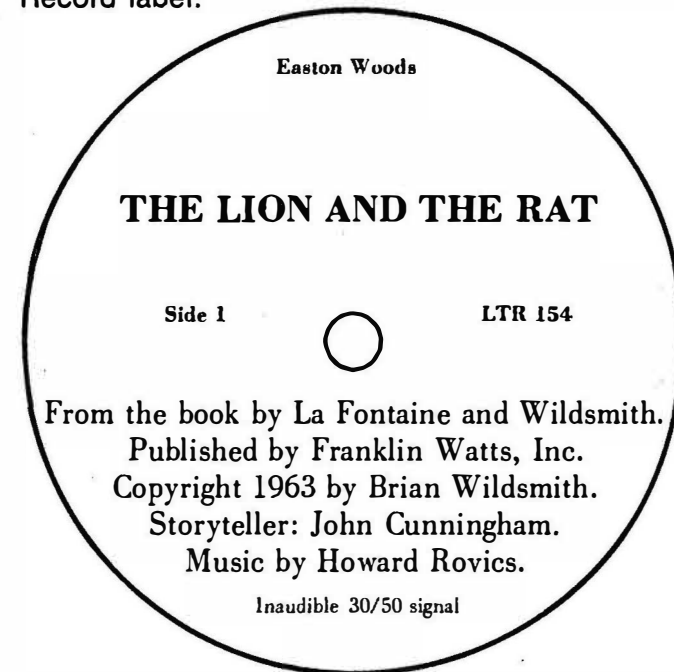 Record label:
Easton Woods
THE LION AND THE RAT
Side 1 LTR 154
From the book by La Fontaine and Wildsmith.
Published by Franklin Watts, Inc.
Copyright 1963 by Brian Wildsmith.
Storyteller: John Cunningham.
Music by Howard Rovics.
Inaudible 30/50 signal